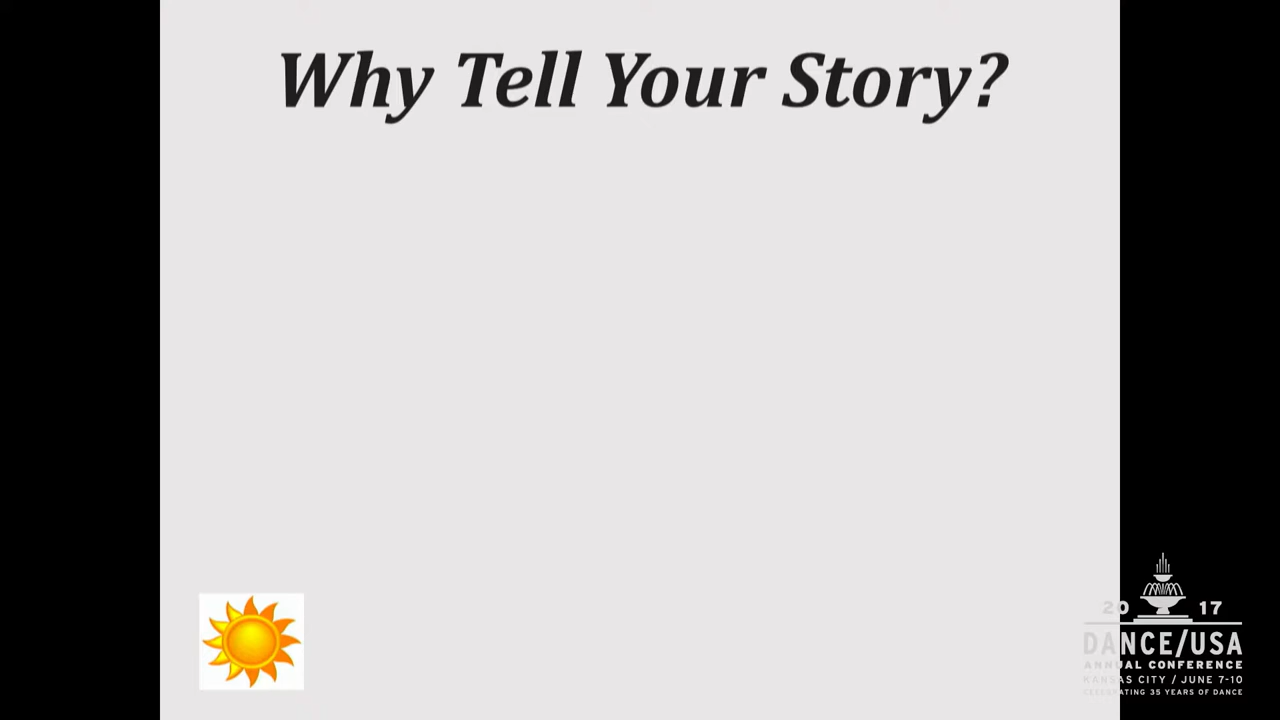 Why Tell Your Story?
20 17
DANCE/USA
ANNUAL CONFERENCE
KANSAS CITY / JUNE 7-10
CELEBRATING 35 YEARS OF DANCE